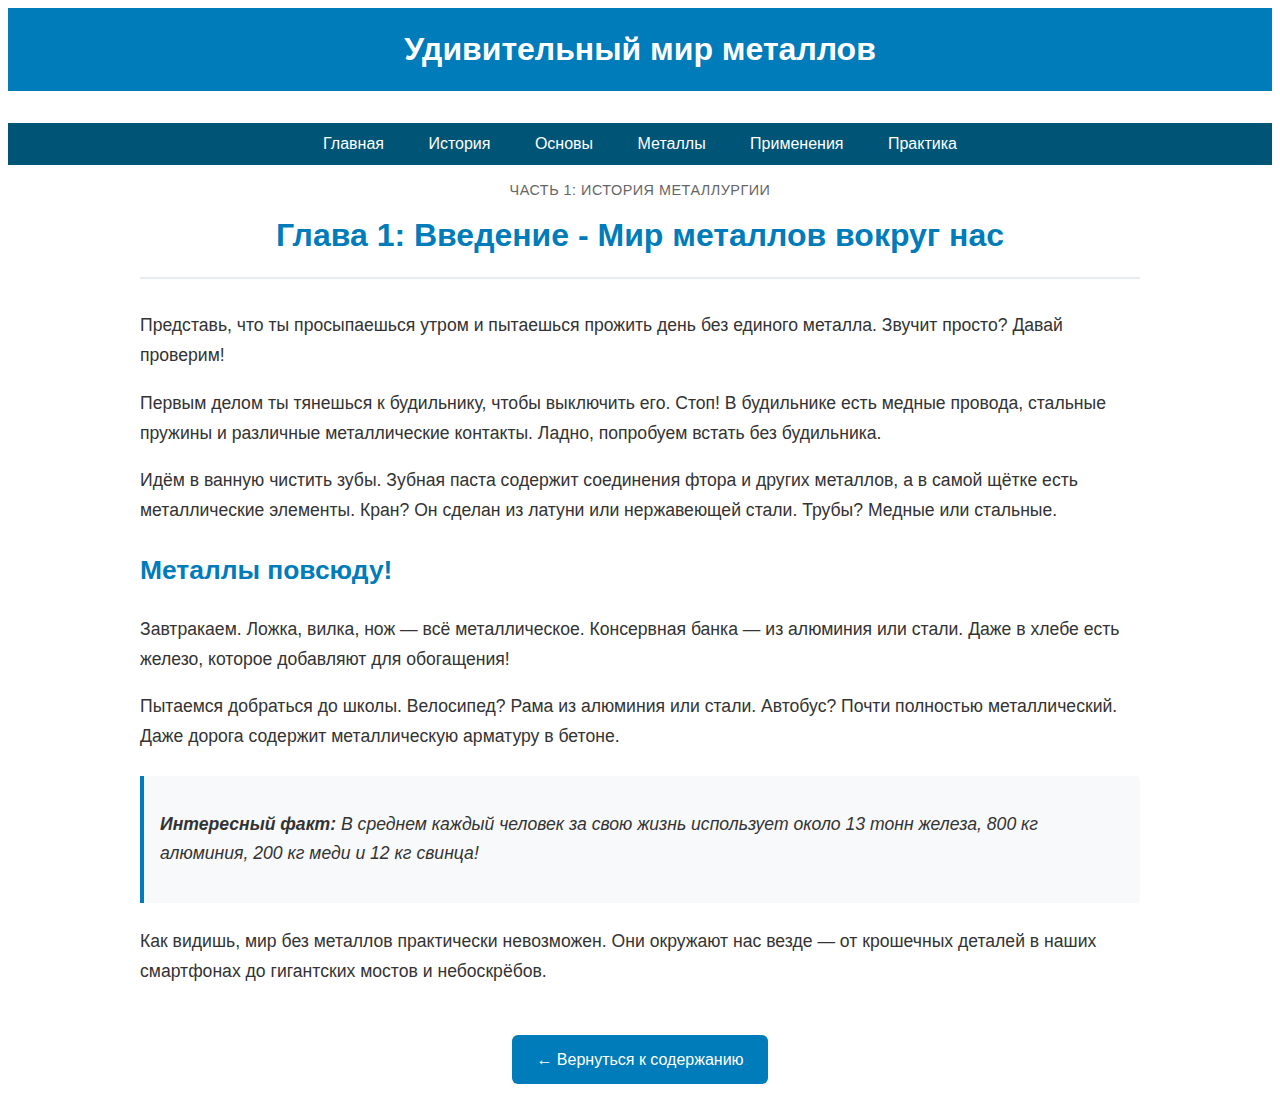 Удивительный мир металлов
Главная История Основы Металлы Применения Практика
ЧАСТЬ 1: ИСТОРИЯ МЕТАЛЛУРГИИ
Глава 1: Введение - Мир металлов вокруг нас
Представь, что ты просыпаешься утром и пытаешься прожить день без единого металла. Звучит просто? Давай
проверим!
Первым делом ты тянешься к будильнику, чтобы выключить его. Стоп! В будильнике есть медные провода, стальные
пружины и различные металлические контакты. Ладно, попробуем встать без будильника.
Идём в ванную чистить зубы. Зубная паста содержит соединения фтора и других металлов, а в самой щётке есть
металлические элементы. Кран? Он сделан из латуни или нержавеющей стали. Трубы? Медные или стальные.
Металлы повсюду!
Завтракаем. Ложка, вилка, нож — всё металлическое. Консервная банка — из алюминия или стали. Даже в хлебе есть
железо, которое добавляют для обогащения!
Пытаемся добраться до школы. Велосипед? Рама из алюминия или стали. Автобус? Почти полностью металлический.
Даже дорога содержит металлическую арматуру в бетоне.
Интересный факт: В среднем каждый человек за свою жизнь использует около 13 тонн железа, 800 кг
алюминия, 200 кг меди и 12 кг свинца!
Как видишь, мир без металлов практически невозможен. Они окружают нас везде — от крошечных деталей в наших
смартфонах до гигантских мостов и небоскрёбов.
← Вернуться к содержанию